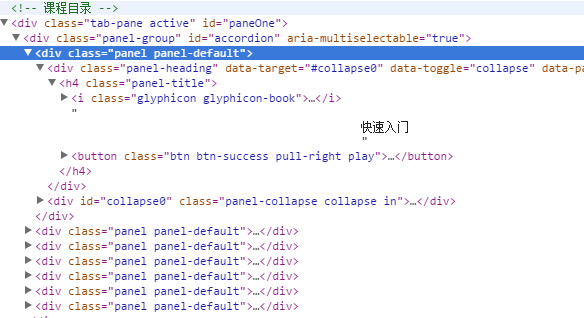 <!-- 课程目录 -->
▼<div class="tab-pane active" id="paneOne">
▼<div class="panel-group" id="accordion" aria-multiselectable="true">
▼<div class="panel panel-default">
▼<div class="panel-heading" data-target="#collapse0" data-toggle="collapse" data-pa
▼<h4 class="panel-title">
▶<i class="glyphicon glyphicon-book">…</i>
"
快速入门
"
▶<button class="btn btn-success pull-right play">…</button>
</h4>
</div>
▶<div id="collapse0" class="panel-collapse collapse in">…</div>
</div>
▶<div class="panel panel-default">…</div>
▶<div class="panel panel-default">…</div>
▶<div class="panel panel-default">…</div>
▶<div class="panel panel-default">…</div>
▶<div class="panel panel-default">…</div>
▶<div class="panel panel-default">…</div>